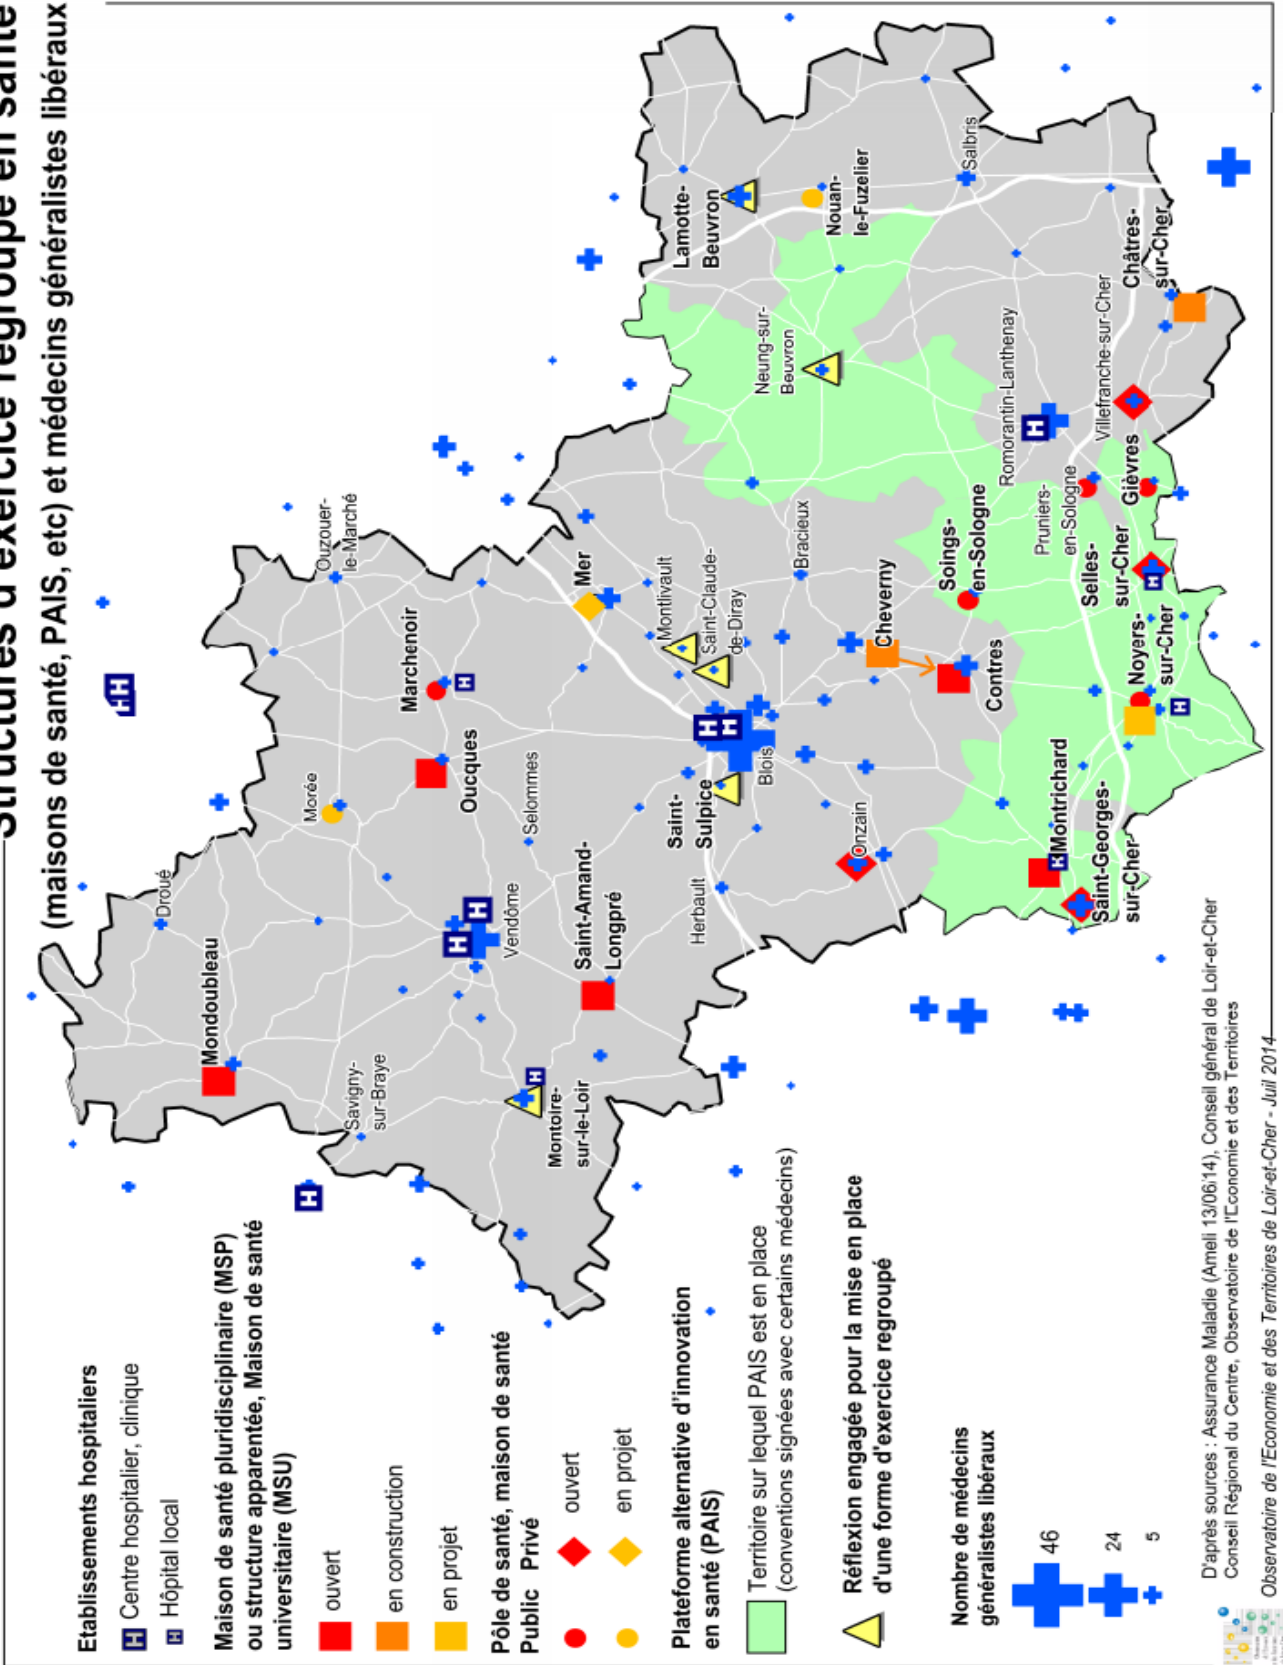 Structures d'exercice regroupé en santé
(maisons de santé, PAIS, etc) et médecins généralistes libéraux
Droué
Mondoubleau
Savigny-
sur-Braye
Morée
Ouzouer-
le-Marché
Marchenoir
Oucques
Selommes
Vendôme
Saint-Amand-
Longpré
Montoire-
sur-le-Loir
Herbault
Saint-
Sulpice
Blois
Mer
Montlivault
Saint-Claude-
de-Diray
Bracieux
Onzain
Cheverny
Contres
Soings-
en-Sologne
Lamotte-
Beuvron
Nouan-
le-Fuzelier
Neung-sur-
Beuvron
Salbris
Romorantin-Lanthenay
Villefranche-sur-Cher
Châtres-
sur-Cher
Pruniers-
en-Sologne
Gièvres
Selles-
sur-Cher
Noyers-
sur-Cher
Montrichard
Saint-Georges-
sur-Cher
Etablissements hospitaliers
H Centre hospitalier, clinique
H Hôpital local
Maison de santé pluridisciplinaire (MSP)
ou structure apparentée, Maison de santé
universitaire (MSU)
ouvert
en construction
en projet
Pôle de santé, maison de santé
Public Privé
ouvert
en projet
Plateforme alternative d'innovation
en santé (PAIS)
Territoire sur lequel PAIS est en place
(conventions signées avec certains médecins)
Réflexion engagée pour la mise en place
d'une forme d'exercice regroupé
Nombre de médecins
généralistes libéraux
46
24
5
D'après sources : Assurance Maladie (Ameli 13/06/14), Conseil général de Loir-et-Cher
Conseil Régional du Centre, Observatoire de l'Economie et des Territoires
Observatoire de l'Economie et des Territoires de Loir-et-Cher - Juil 2014